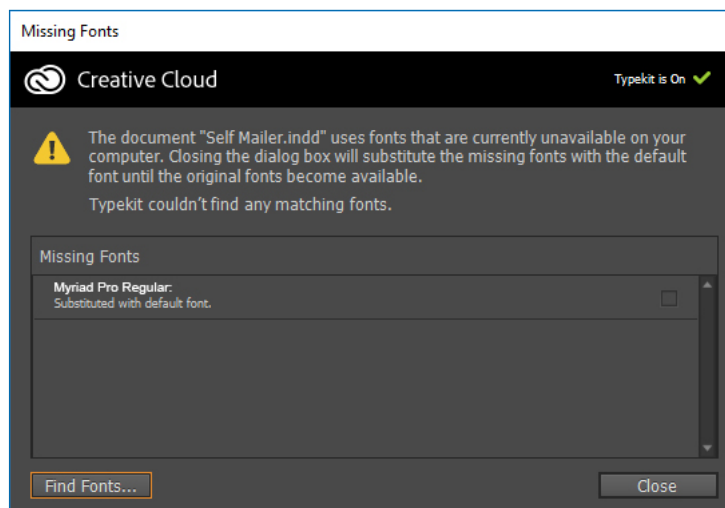 Missing Fonts
Creative Cloud
Typekit is On
The document "Self Mailer.indd" uses fonts that are currently unavailable on your
computer. Closing the dialog box will substitute the missing fonts with the default
font until the original fonts become available.
Typekit couldn't find any matching fonts.
Missing Fonts
Myriad Pro Regular:
Substituted with default font.
Find Fonts...
Close